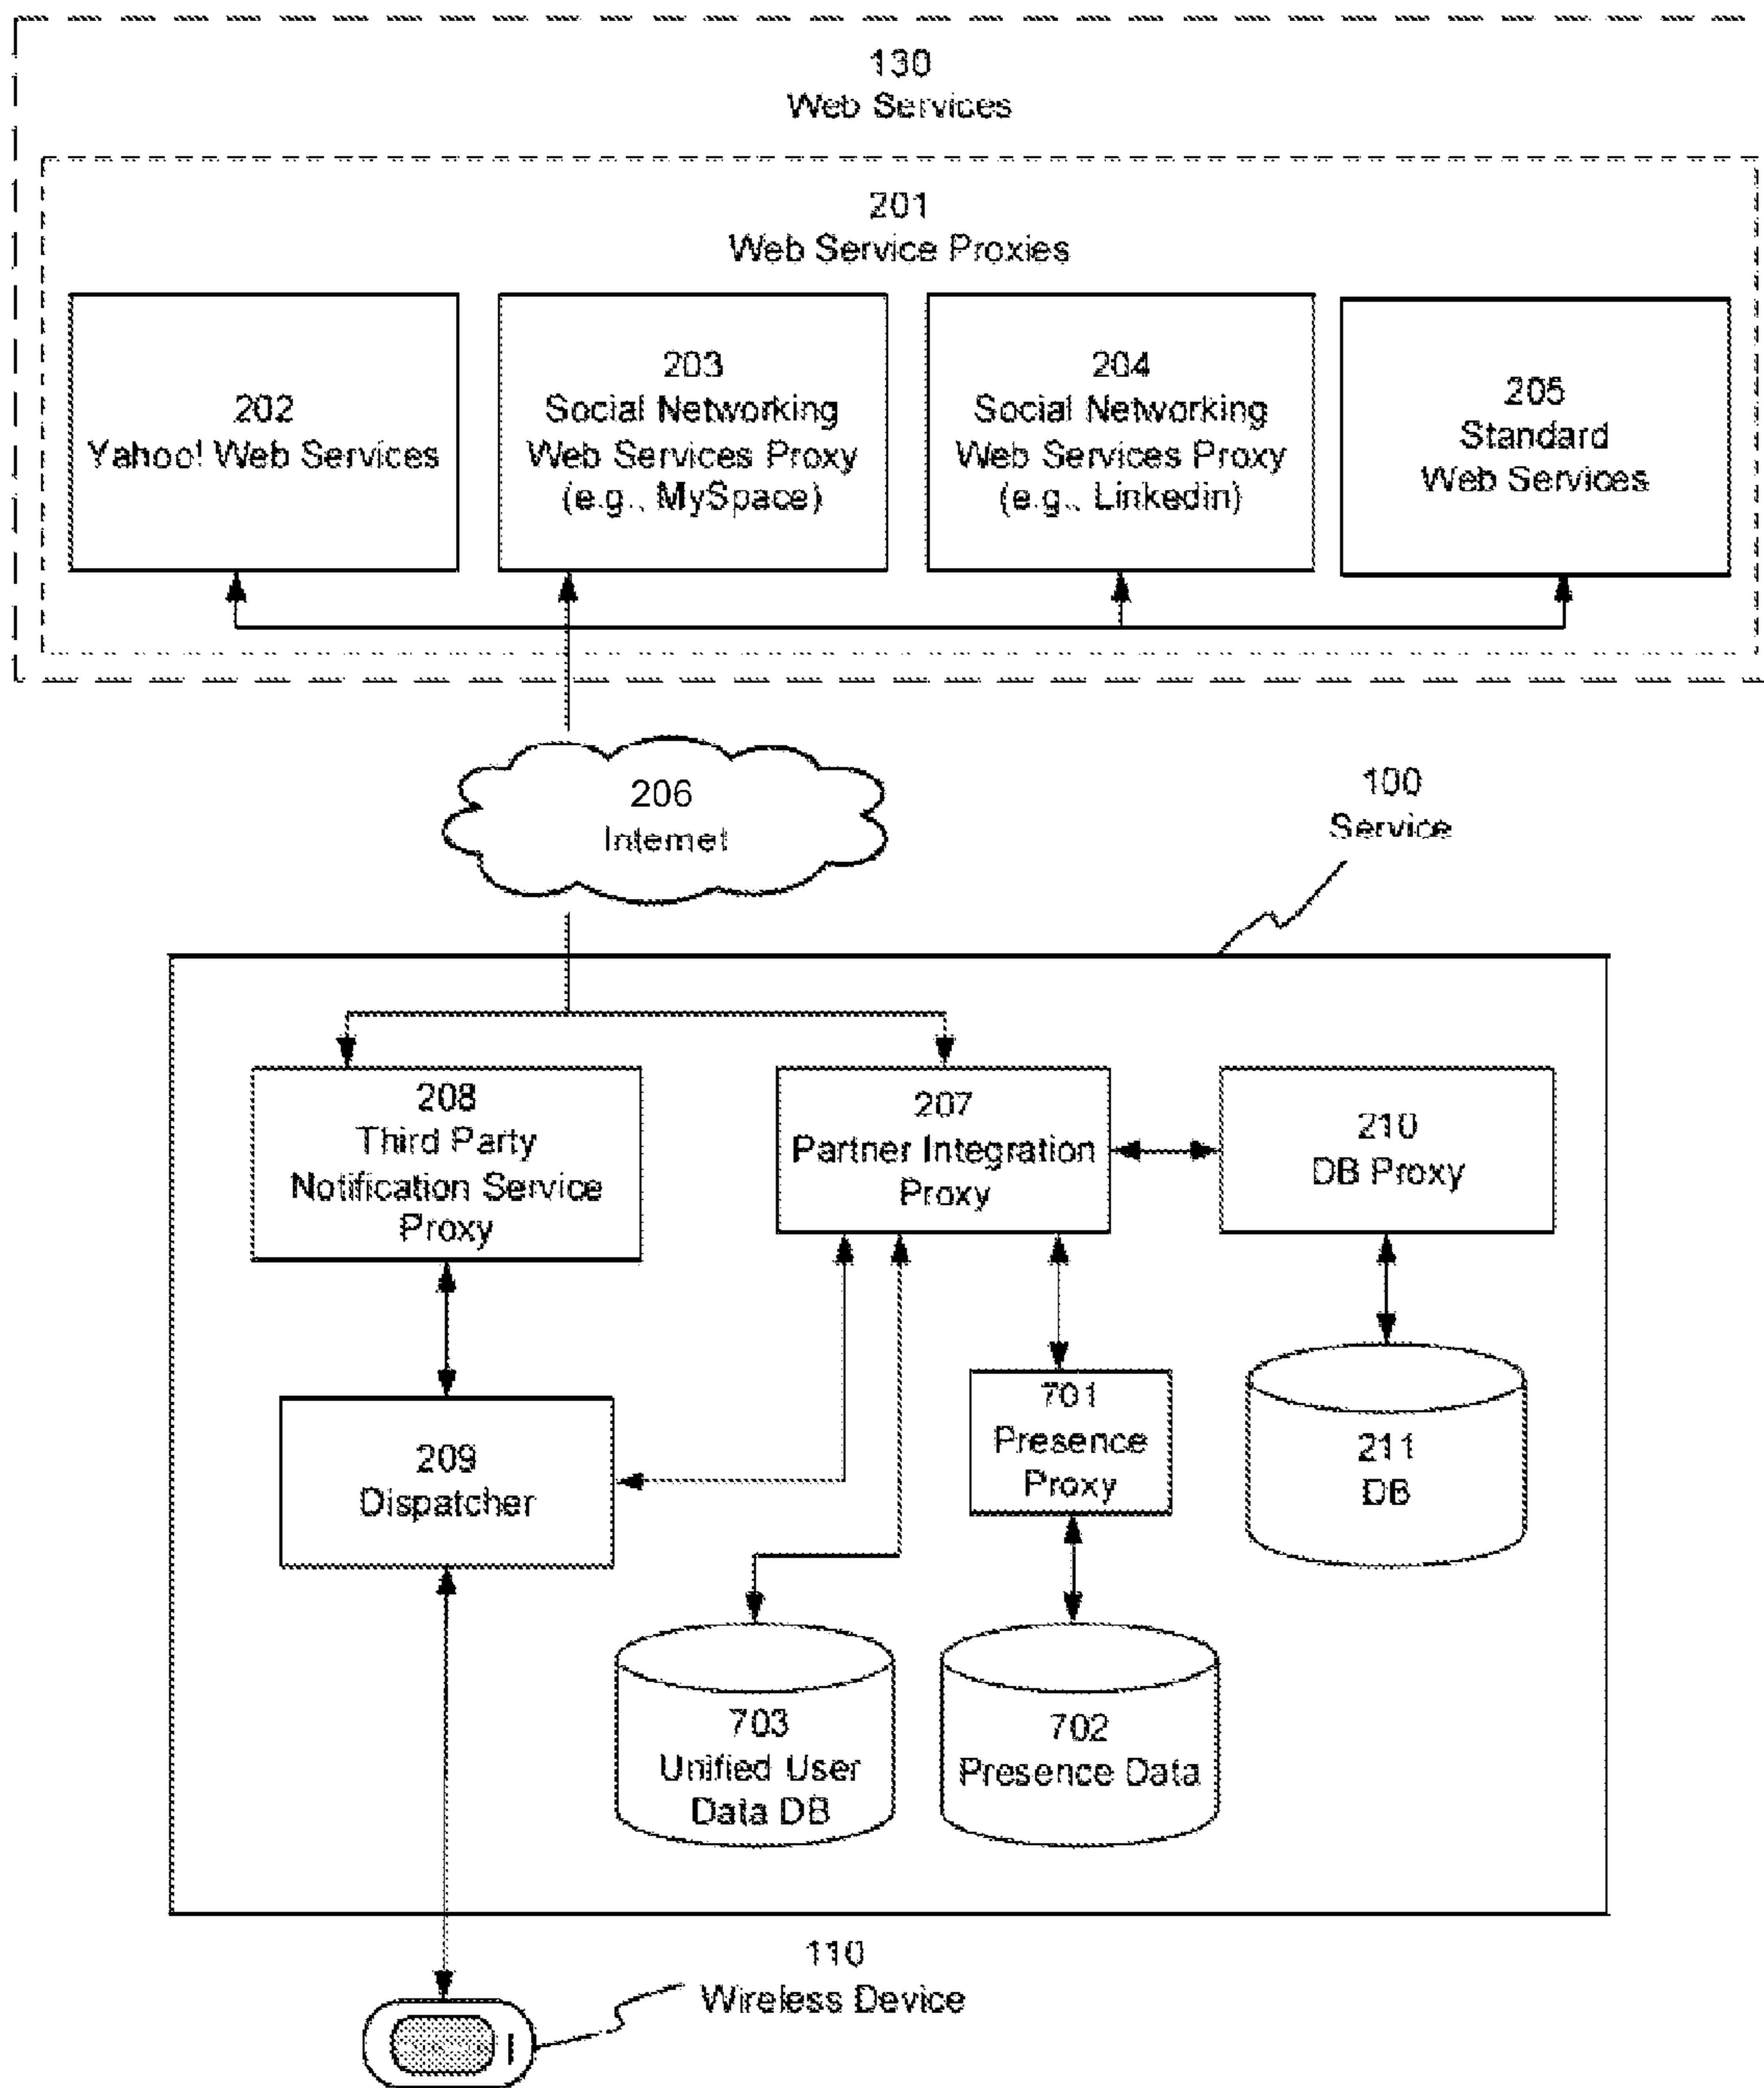 130
Web Services
201
Web Service Proxies
202
Yahoo! Web Services
203
Social Networking
Web Services Proxy
(e.g., MySpace)
204
Social Networking
Web Services Proxy
(e.g., Linkedin)
205
Standard
Web Services
206
Internet
100
Service
208
Third Party
Notification Service
Proxy
207
Partner Integration
Proxy
210
DB Proxy
209
Dispatcher
701
Presence
Proxy
211
DB
703
Unified User
Data DB
702
Presence Data
110
Wireless Device